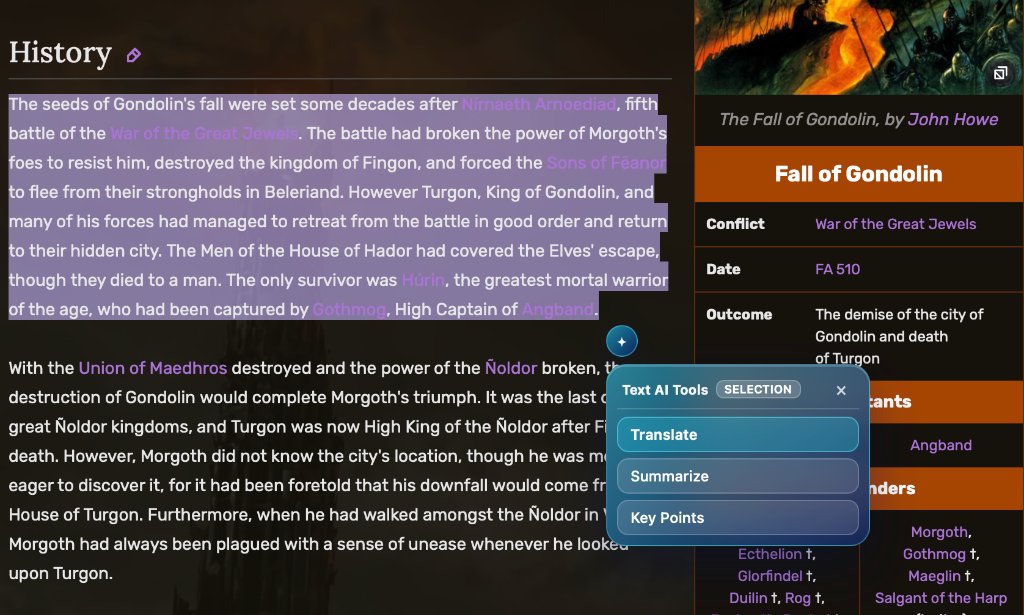 History
The seeds of Gondolin's fall were set some decades after Nírnaeth Arnoediad, fifth
battle of the War of the Great Jewels. The battle had broken the power of Morgoth's
foes to resist him, destroyed the kingdom of Fingon, and forced the Sons of Fëanor
to flee from their strongholds in Beleriand. However Turgon, King of Gondolin, and
many of his forces had managed to retreat from the battle in good order and return
to their hidden city. The Men of the House of Hador had covered the Elves' escape,
though they died to a man. The only survivor was Húrin, the greatest mortal warrior
of the age, who had been captured by Gothmog, High Captain of Angband.
With the Union of Maedhros destroyed and the power of the Ñoldor broken,
destruction of Gondolin would complete Morgoth's triumph. It was the last
great Ñoldor kingdoms, and Turgon was now High King of the Ñoldor after
death. However, Morgoth did not know the city's location, though he was
eager to discover it, for it had been foretold that his downfall would come
House of Turgon. Furthermore, when he had walked amongst the Ñoldor in
Morgoth had always been plagued with a sense of unease whenever he looked
upon Turgon.
Text AI Tools
SELECTION
Translate
Summarize
Key Points
The Fall of Gondolin, by John Howe
Fall of Gondolin
Conflict War of the Great Jewels
Date FA 510
Outcome The demise of the city of
Gondolin and death
of Turgon
Angband
Ecthelion †,
Glorfindel †,
Duilin †, Rog †,
Morgoth,
Gothmog †,
Maeglin †,
Salgant of the Harp